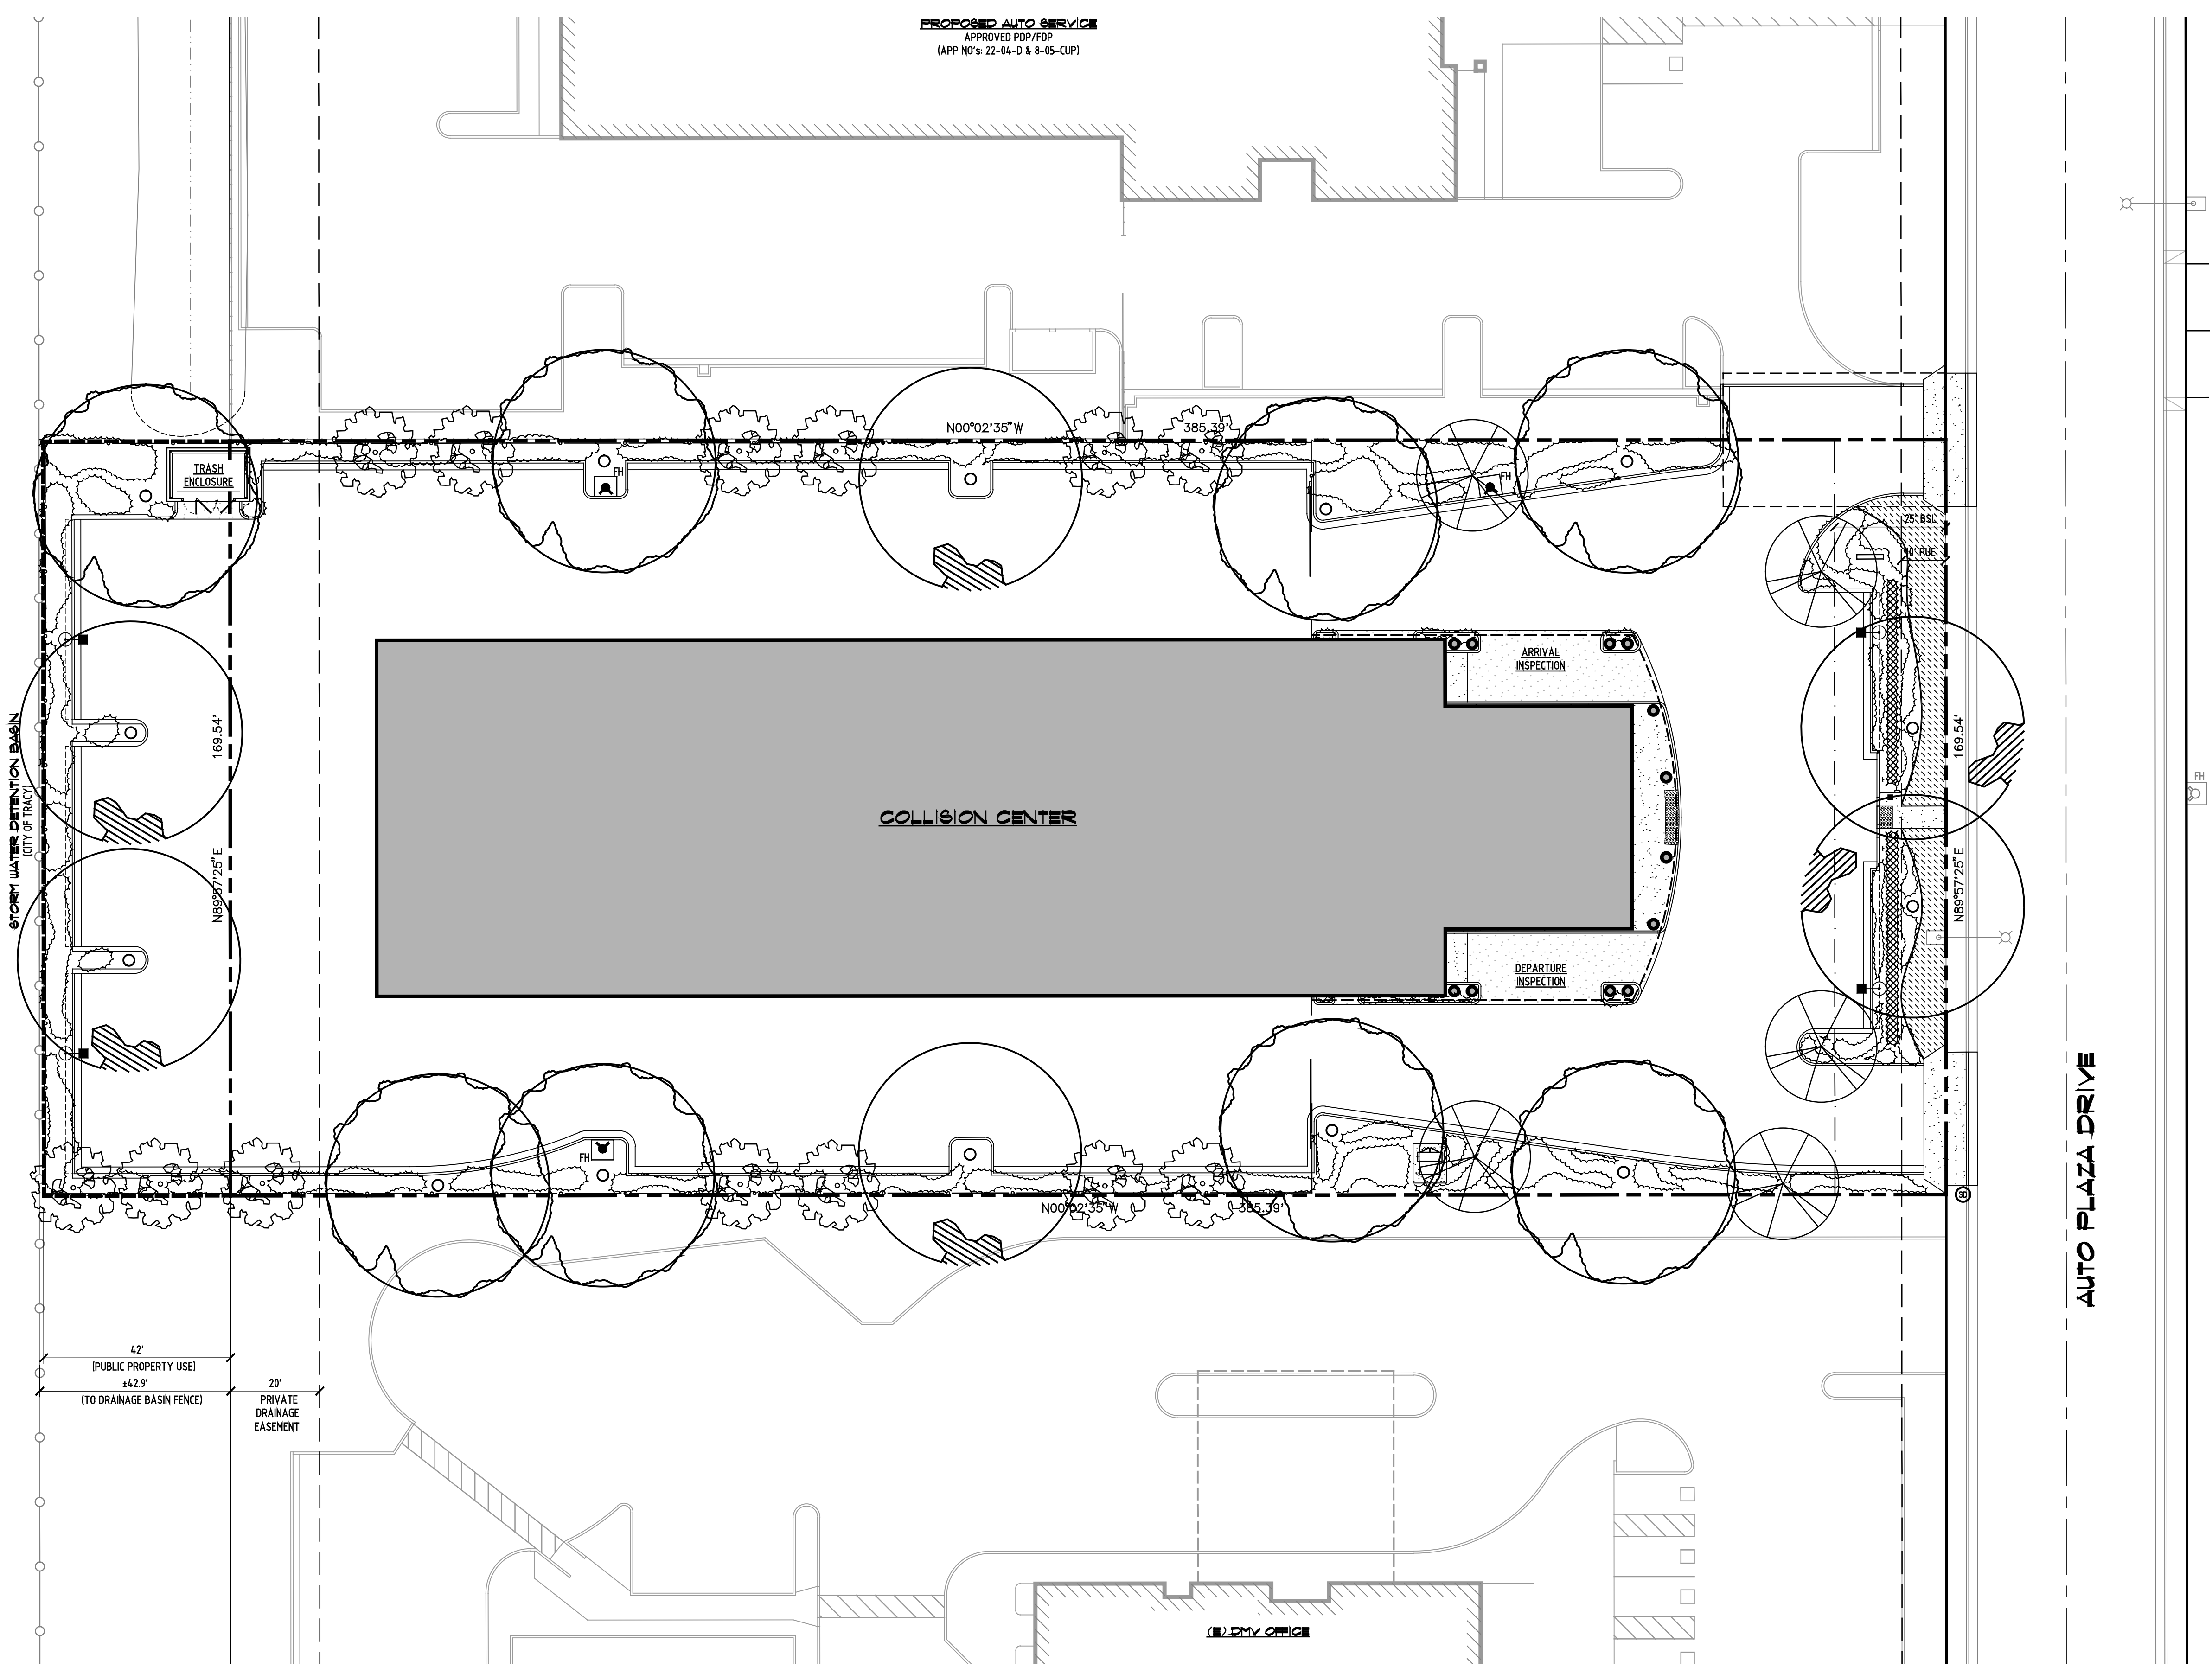 PROPOSED AUTO SERVICE
APPROVED PDP/FDP
(APP NO's: 22-04-D & 8-05-CUP)
N00°02'35"W
385.39'
TRASH
ENCLOSURE
FH
FH
25' BSL
10' PUE
ARRIVAL
INSPECTION
STORM WATER DETENTION BASIN
(CITY OF TRACY)
169.54'
N89°57'25"E
COLLISION CENTER
169.54'
N89°57'25"E
FH
DEPARTURE
INSPECTION
AUTO PLAZA DRIVE
FH
SD
N00°02'35"W
385.39'
42'
(PUBLIC PROPERTY USE)
±42.9'
(TO DRAINAGE BASIN FENCE)
20'
PRIVATE
DRAINAGE
EASEMENT
(E) DMV OFFICE